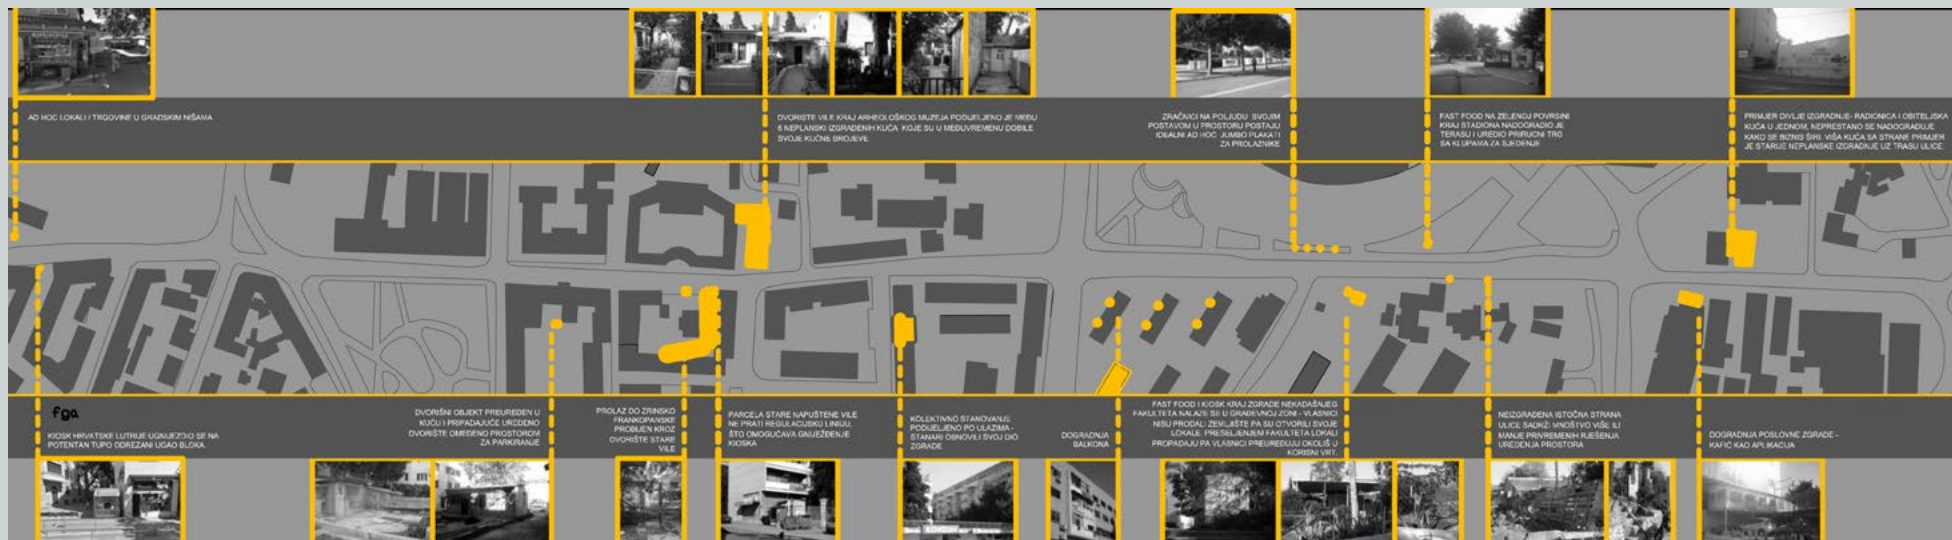 AD HOC LOKALI I TRGOVINE U GRADSKIM NIŠAMA
DVORIŠTE VILE KRAJ ARHEOLOŠKOG MUZEJA PODIJELJENO JE MEĐU
6 NEPLANSKI IZGRAĐENIH KUĆA KOJE SU U MEĐUVREMENU DOBILE
SVOJE KUĆNE BROJEVE.
ZRAČNICI NA POLJUDU SVOJIM
POSTAVOM U PROSTORU POSTAJU
IDEALNI AD HOC JUMBO PLAKATI
ZA PROLAZNIKE
FAST FOOD NA ZELENOJ POVRŠINI
KRAJ STADIONA NADOGRADIO JE
TERASU I UREDIO PRIRUČNI TRG
SA KLUPAMA ZA SJEDENJE
PRIMJER DIVLJE IZGRADNJE- RADIONICA I OBITELJSKA
KUĆA U JEDNOM, NEPRESTANO SE NADOGRAĐUJE
KAKO SE BIZNIS ŠIRI. VIŠA KUĆA SA STRANE PRIMJER
JE STARIJE NEPLANSKE IZGRADNJE UZ TRASU ULICE.
fga
KIOSK HRVATSKE LUTRIJE UGNIJEZDIO SE NA
POTENTAN TUPO ODREZANI UGAO BLOKA.
DVORIŠNI OBJEKT PREUREĐEN U
KUĆU I PRIPADAJUĆE UREĐENO
DVORIŠTE OMEĐENO PROSTOROM
ZA PARKIRANJE
PROLAZ DO ZRINSKO
FRANKOPANSKE
PROBIJEN KROZ
DVORIŠTE STARE
VILE
PARCELA STARE NAPUŠTENE VILE
NE PRATI REGULACIJSKU LINIJU,
ŠTO OMOGUĆAVA GNIJEŽĐENJE
KIOSKA
KOLEKTIVNO STANOVANJE
PODIJELJENO PO ULAZIMA -
STANARI OSNOVALI SVOJ DIO
ZGRADE
DOGRADNJA
BALKONA
FAST FOOD I KIOSK KRAJ ZGRADE NEKADAŠNJEG
FAKULTETA NALAZE SE U GRAĐEVNOJ ZONI - VLASNICI
NISU PRODALI ZEMLJIŠTE PA SU OTVORILI SVOJE
LOKALE. PRESELJENJEM FAKULTETA LOKALI
PROPADAJU PA VLASNICI PREUREĐUJU OKOLIŠ U
KORISNI VRT.
NEIZGRAĐENA ISTOČNA STRANA
ULICE SADRŽI MNOŠTVO VIŠE ILI
MANJE PRIVREMENIH RJEŠENJA
UREĐENJA PROSTORA
DOGRADNJA POSLOVNE ZGRADE -
KAFIĆ KAO APLIKACIJA